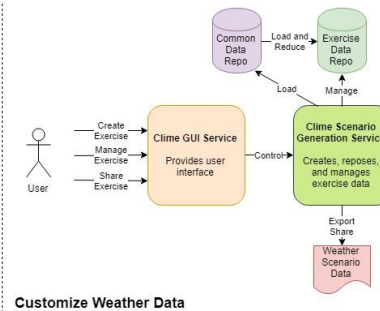 Common
Data
Repo
Load and
Reduce
Exercise
Data
Repo
Load
Manage
Create
Exercise
Manage
Exercise
Share
Exercise
User
Clime GUI Service
Provides user
interface
Control
Clime Scenario
Generation Service
Creates, reposes,
and manages
exercise data
Export
Share
Weather
Scenario
Data
Customize Weather Data